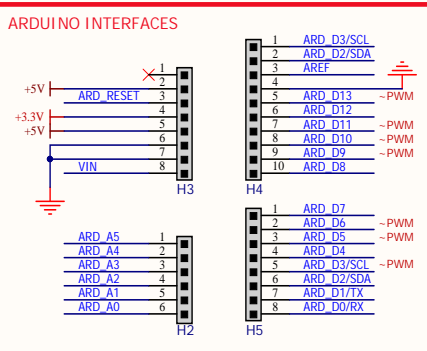 ARDUINO INTERFACES
1
+5V 2
ARD_RESET 3
+3.3V 4
+5V 5
6
7
VIN 8
H3
1 ARD_D3/SCL
2 ARD_D2/SDA
3 AREF
4
5 ARD_D13 ~PWM
6 ARD_D12
7 ARD_D11 ~PWM
8 ARD_D10 ~PWM
9 ARD_D9 ~PWM
10 ARD_D8
H4
ARD_A5 1
ARD_A4 2
ARD_A3 3
ARD_A2 4
ARD_A1 5
ARD_A0 6
H2
1 ARD_D7
2 ARD_D6 ~PWM
3 ARD_D5 ~PWM
4 ARD_D4
5 ARD_D3/SCL ~PWM
6 ARD_D2/SDA
7 ARD_D1/TX
8 ARD_D0/RX
H5